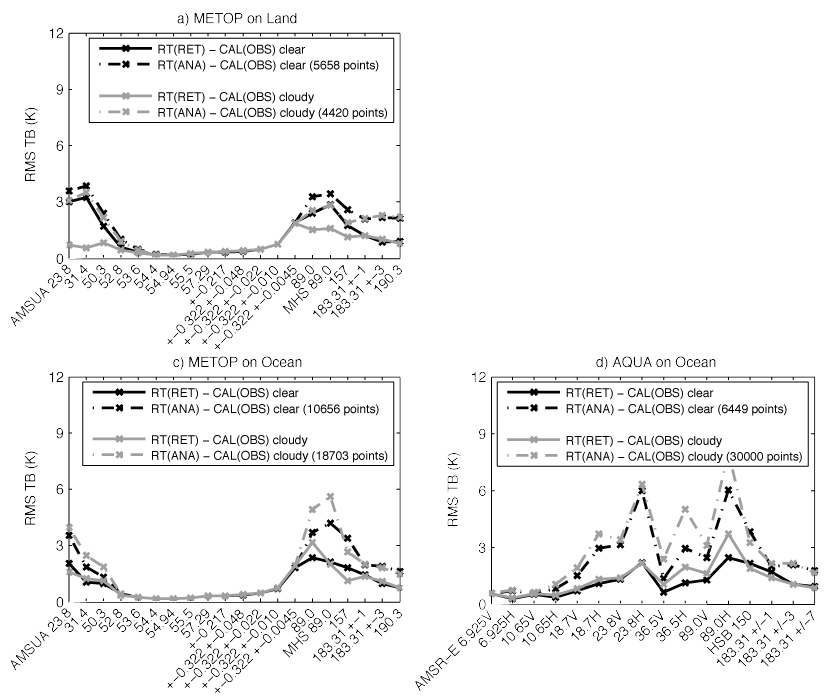 a) METOP on Land
12
9
6
3
0
RMS TB (K)
RT(RET) − CAL(OBS) clear
RT(ANA) − CAL(OBS) clear (5658 points)
RT(RET) − CAL(OBS) cloudy
RT(ANA) − CAL(OBS) cloudy (4420 points)
AMSUA 23.8
31.4
50.3
52.8
53.6
54.4
54.94
55.5
57.29
+−0.217
+−0.322 +−0.048
+−0.322 +−0.022
+−0.322 +−0.010
+−0.322 +−0.0045
89.0
MHS 89.0
157
183.31 +−1
183.31 +−3
190.3
c) METOP on Ocean
12
9
6
3
0
RMS TB (K)
RT(RET) − CAL(OBS) clear
RT(ANA) − CAL(OBS) clear (10656 points)
RT(RET) − CAL(OBS) cloudy
RT(ANA) − CAL(OBS) cloudy (18703 points)
AMSUA 23.8
31.4
50.3
52.8
53.6
54.4
54.94
55.5
57.29
+−0.217
+−0.322 +−0.048
+−0.322 +−0.022
+−0.322 +−0.010
+−0.322 +−0.0045
89.0
MHS 89.0
157
183.31 +−1
183.31 +−3
190.3
d) AQUA on Ocean
12
9
6
3
0
RMS TB (K)
RT(RET) − CAL(OBS) clear
RT(ANA) − CAL(OBS) clear (6449 points)
RT(RET) − CAL(OBS) cloudy
RT(ANA) − CAL(OBS) cloudy (30000 points)
AMSR−E 6.925V
6.925H
10.65V
10.65H
18.7V
18.7H
23.8V
23.8H
36.5V
36.5H
89.0V
89.0H
HSB 150
183.31 +/−1
183.31 +/−3
183.31 +/−7